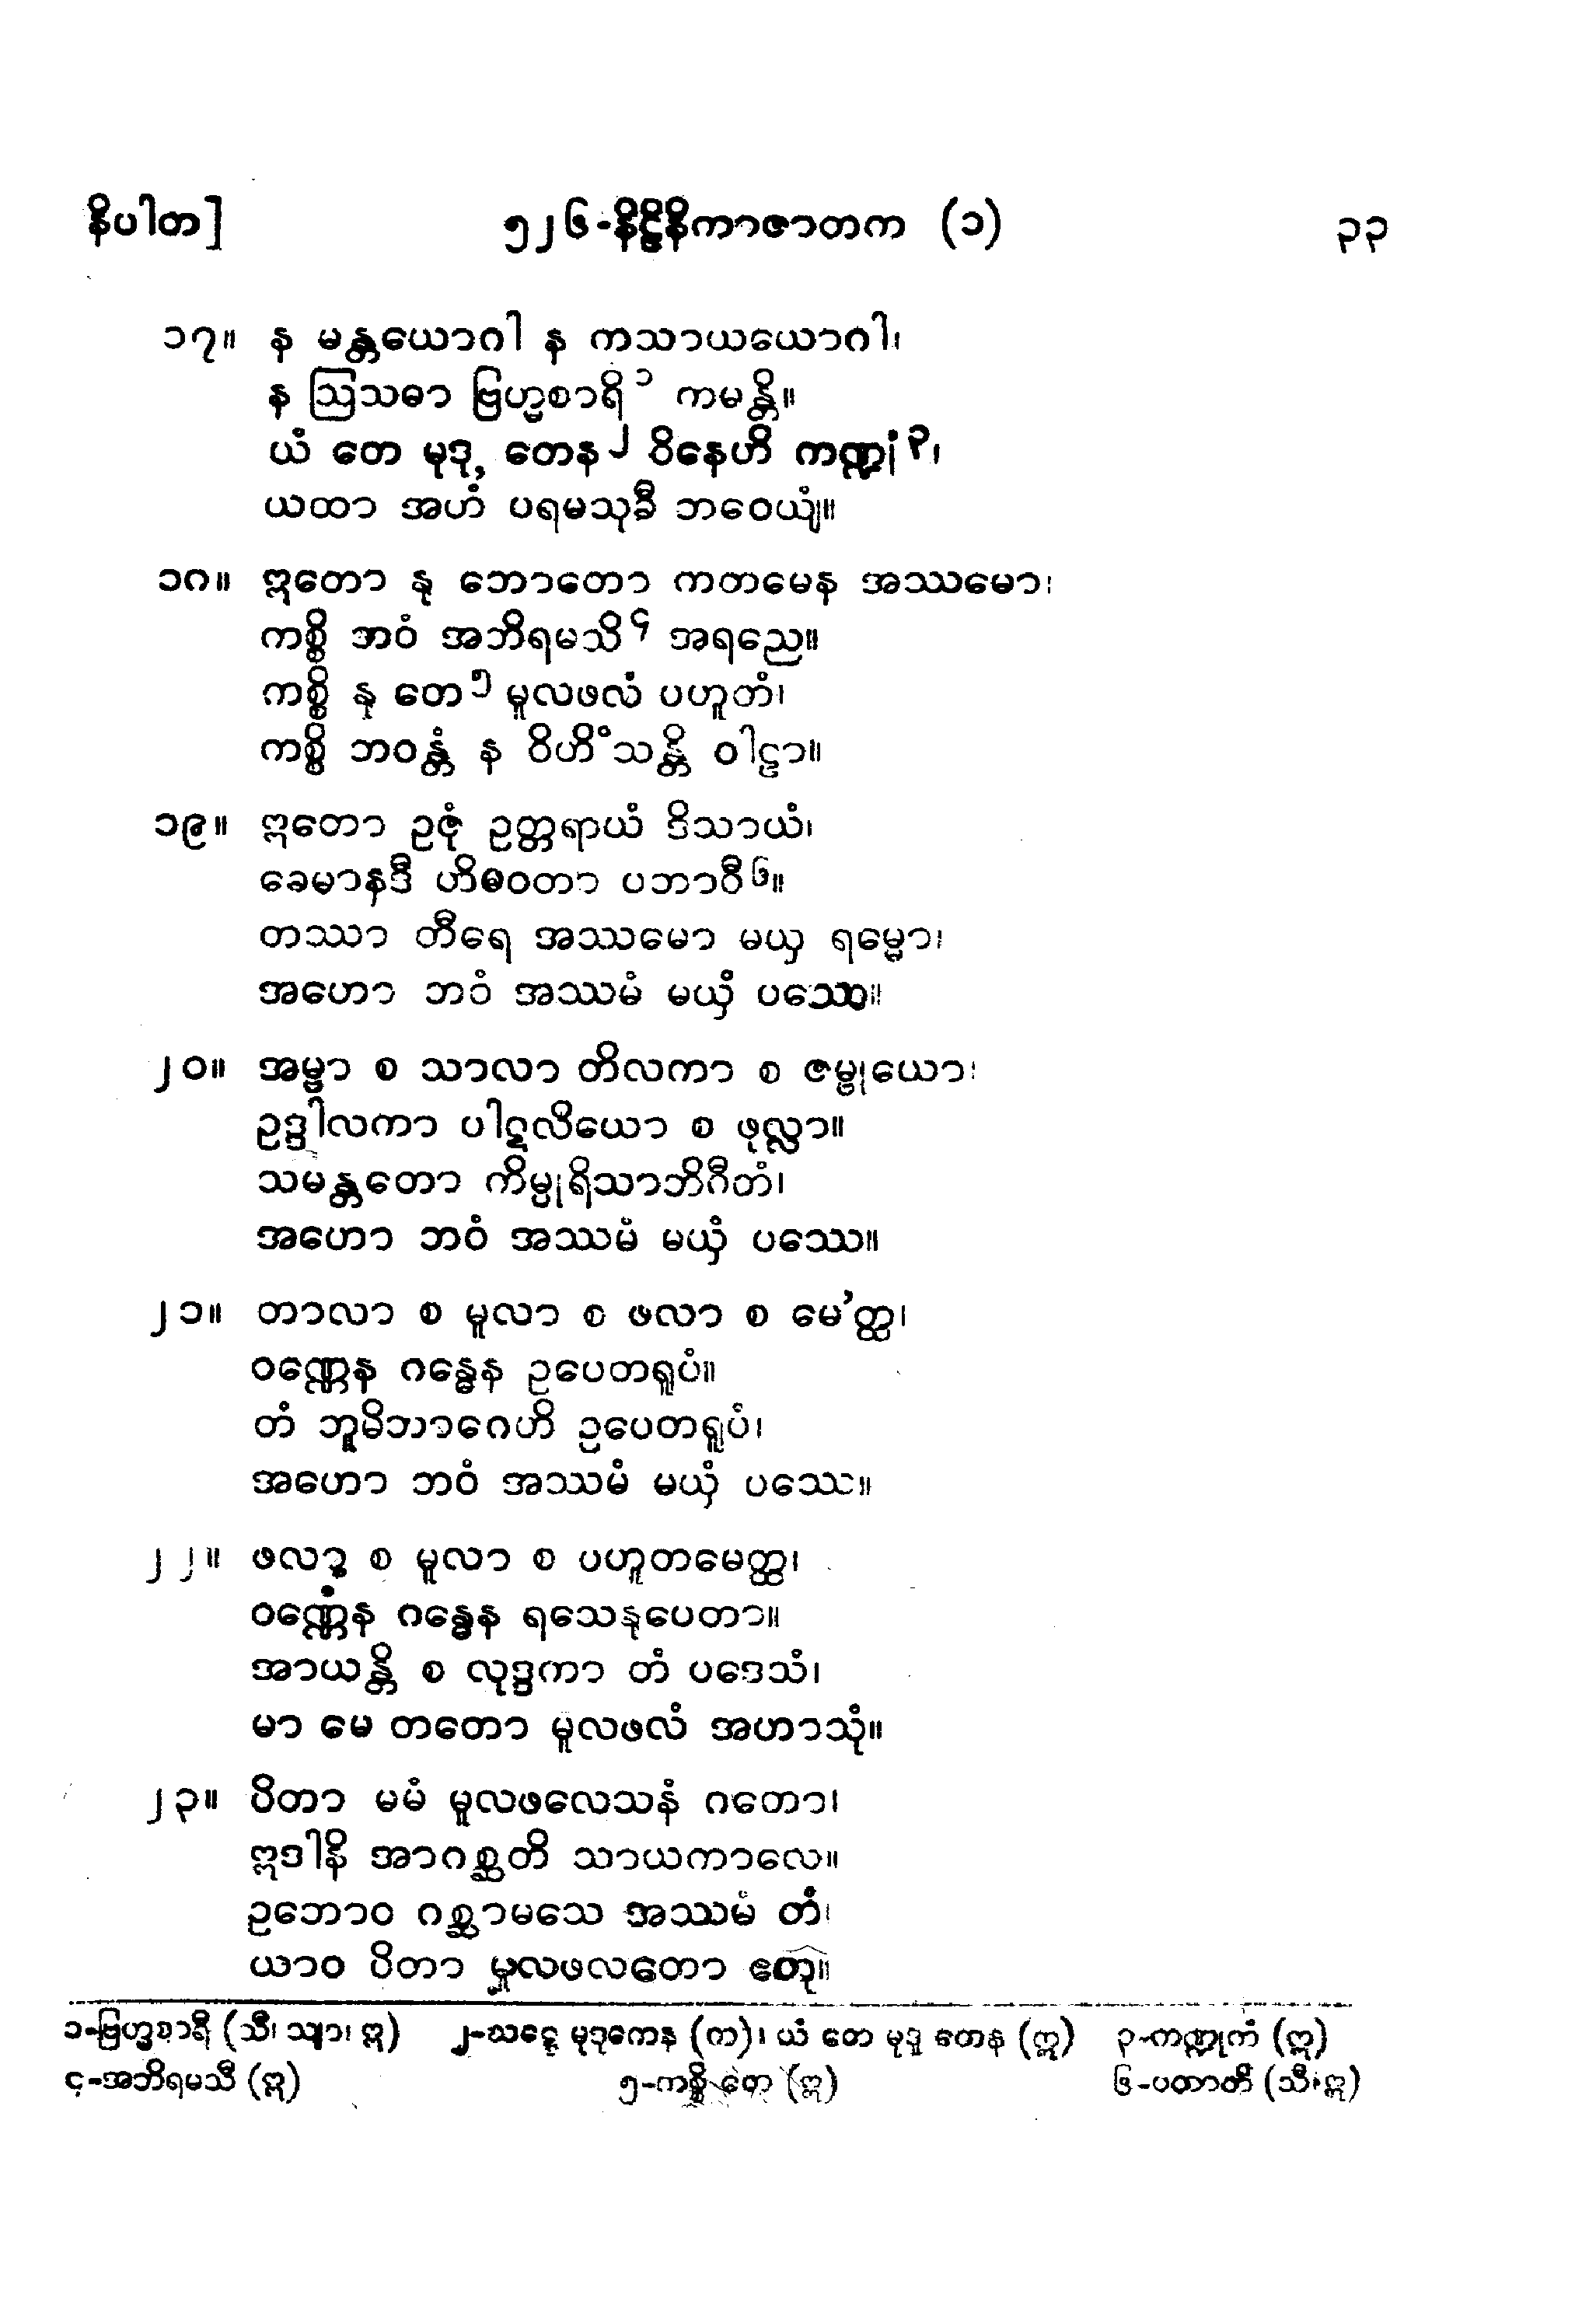 နိပါတ]
၅၂၆-နိဠိနိကာဇာတက (၁)
၃၃
၁၇။ န မန္တယောဂါ န ကသာယယောဂါ၊
န ဩသဓာ ဗြဟ္မစာရိ၁ ကမန္တိ။
ယံ တေ မုဒု, တေန၂ ဝိနေဟိ ကဏ္ဍုံ၃၊
ယထာ အဟံ ပရမသုခီ ဘဝေယျံ။
၁၈။ ဣတော နု ဘောတော ကတမေန အဿမော၊
ကစ္စိ ဘဝံ အဘိရမသိ၄ အရညေ။
ကစ္စိ နု တေ၅ မူလဖလံ ပဟူတံ၊
ကစ္စိ ဘဝန္တံ န ဝိဟိံသန္တိ ဝါဠာ။
၁၉။ ဣတော ဥဇုံ ဥတ္တရာယံ ဒိသာယံ၊
ခေမာနဒီ ဟိမဝတာ ပဘာဝီ၆။
တဿာ တီရေ အဿမော မယှ ရမ္မော၊
အဟော ဘဝံ အဿမံ မယှံ ပဿေ။
၂၀။ အမ္ဗာ စ သာလာ တိလကာ စ ဇမ္ဗုယော၊
ဥဒ္ဒါလကာ ပါဋလိယော စ ဖုလ္လာ။
သမန္တတော ကိမ္ပုရိသာဘိဂီတံ၊
အဟော ဘဝံ အဿမံ မယှံ ပဿေ။
၂၁။ တာလာ စ မူလာ စ ဖလာ စ မေ’တ္ထ၊
ဝဏ္ဏေန ဂန္ဓေန ဥပေတရူပံ။
တံ ဘူမိဘာဂေဟိ ဥပေတရူပံ၊
အဟော ဘဝံ အဿမံ မယှံ ပဿေ။
၂၂။ ဖလာ စ မူလာ စ ပဟူတမေတ္ထ၊
ဝဏ္ဏေန ဂန္ဓေန ရသေနုပေတာ။
အာယန္တိ စ လုဒ္ဒကာ တံ ပဒေသံ၊
မာ မေ တတော မူလဖလံ အဟာသုံ။
၂၃။ ပိတာ မမံ မူလဖလေသနံ ဂတော၊
ဣဒါနိ အာဂစ္ဆတိ သာယကာလေ။
ဥဘောဝ ဂစ္ဆာမသေ အဿမံ တံ၊
ယာဝ ပိတာ မူလဖလတော ဧတု။
၁-ဗြဟ္မစာရီ (သီ၊ သျာ၊ ဣ) ၂-ဃဋ္ဋေ မုဒုကေန (က)၊ ယံ တေ မုဒူ တေန (ဣ) ၃-ကဏ္ဍုကံ (ဣ)
၄-အဘိရမသီ (ဣ) ၅-ကစ္စိ တေ (ဣ) ၆-ပဘာတိ (သီ၊ ဣ)